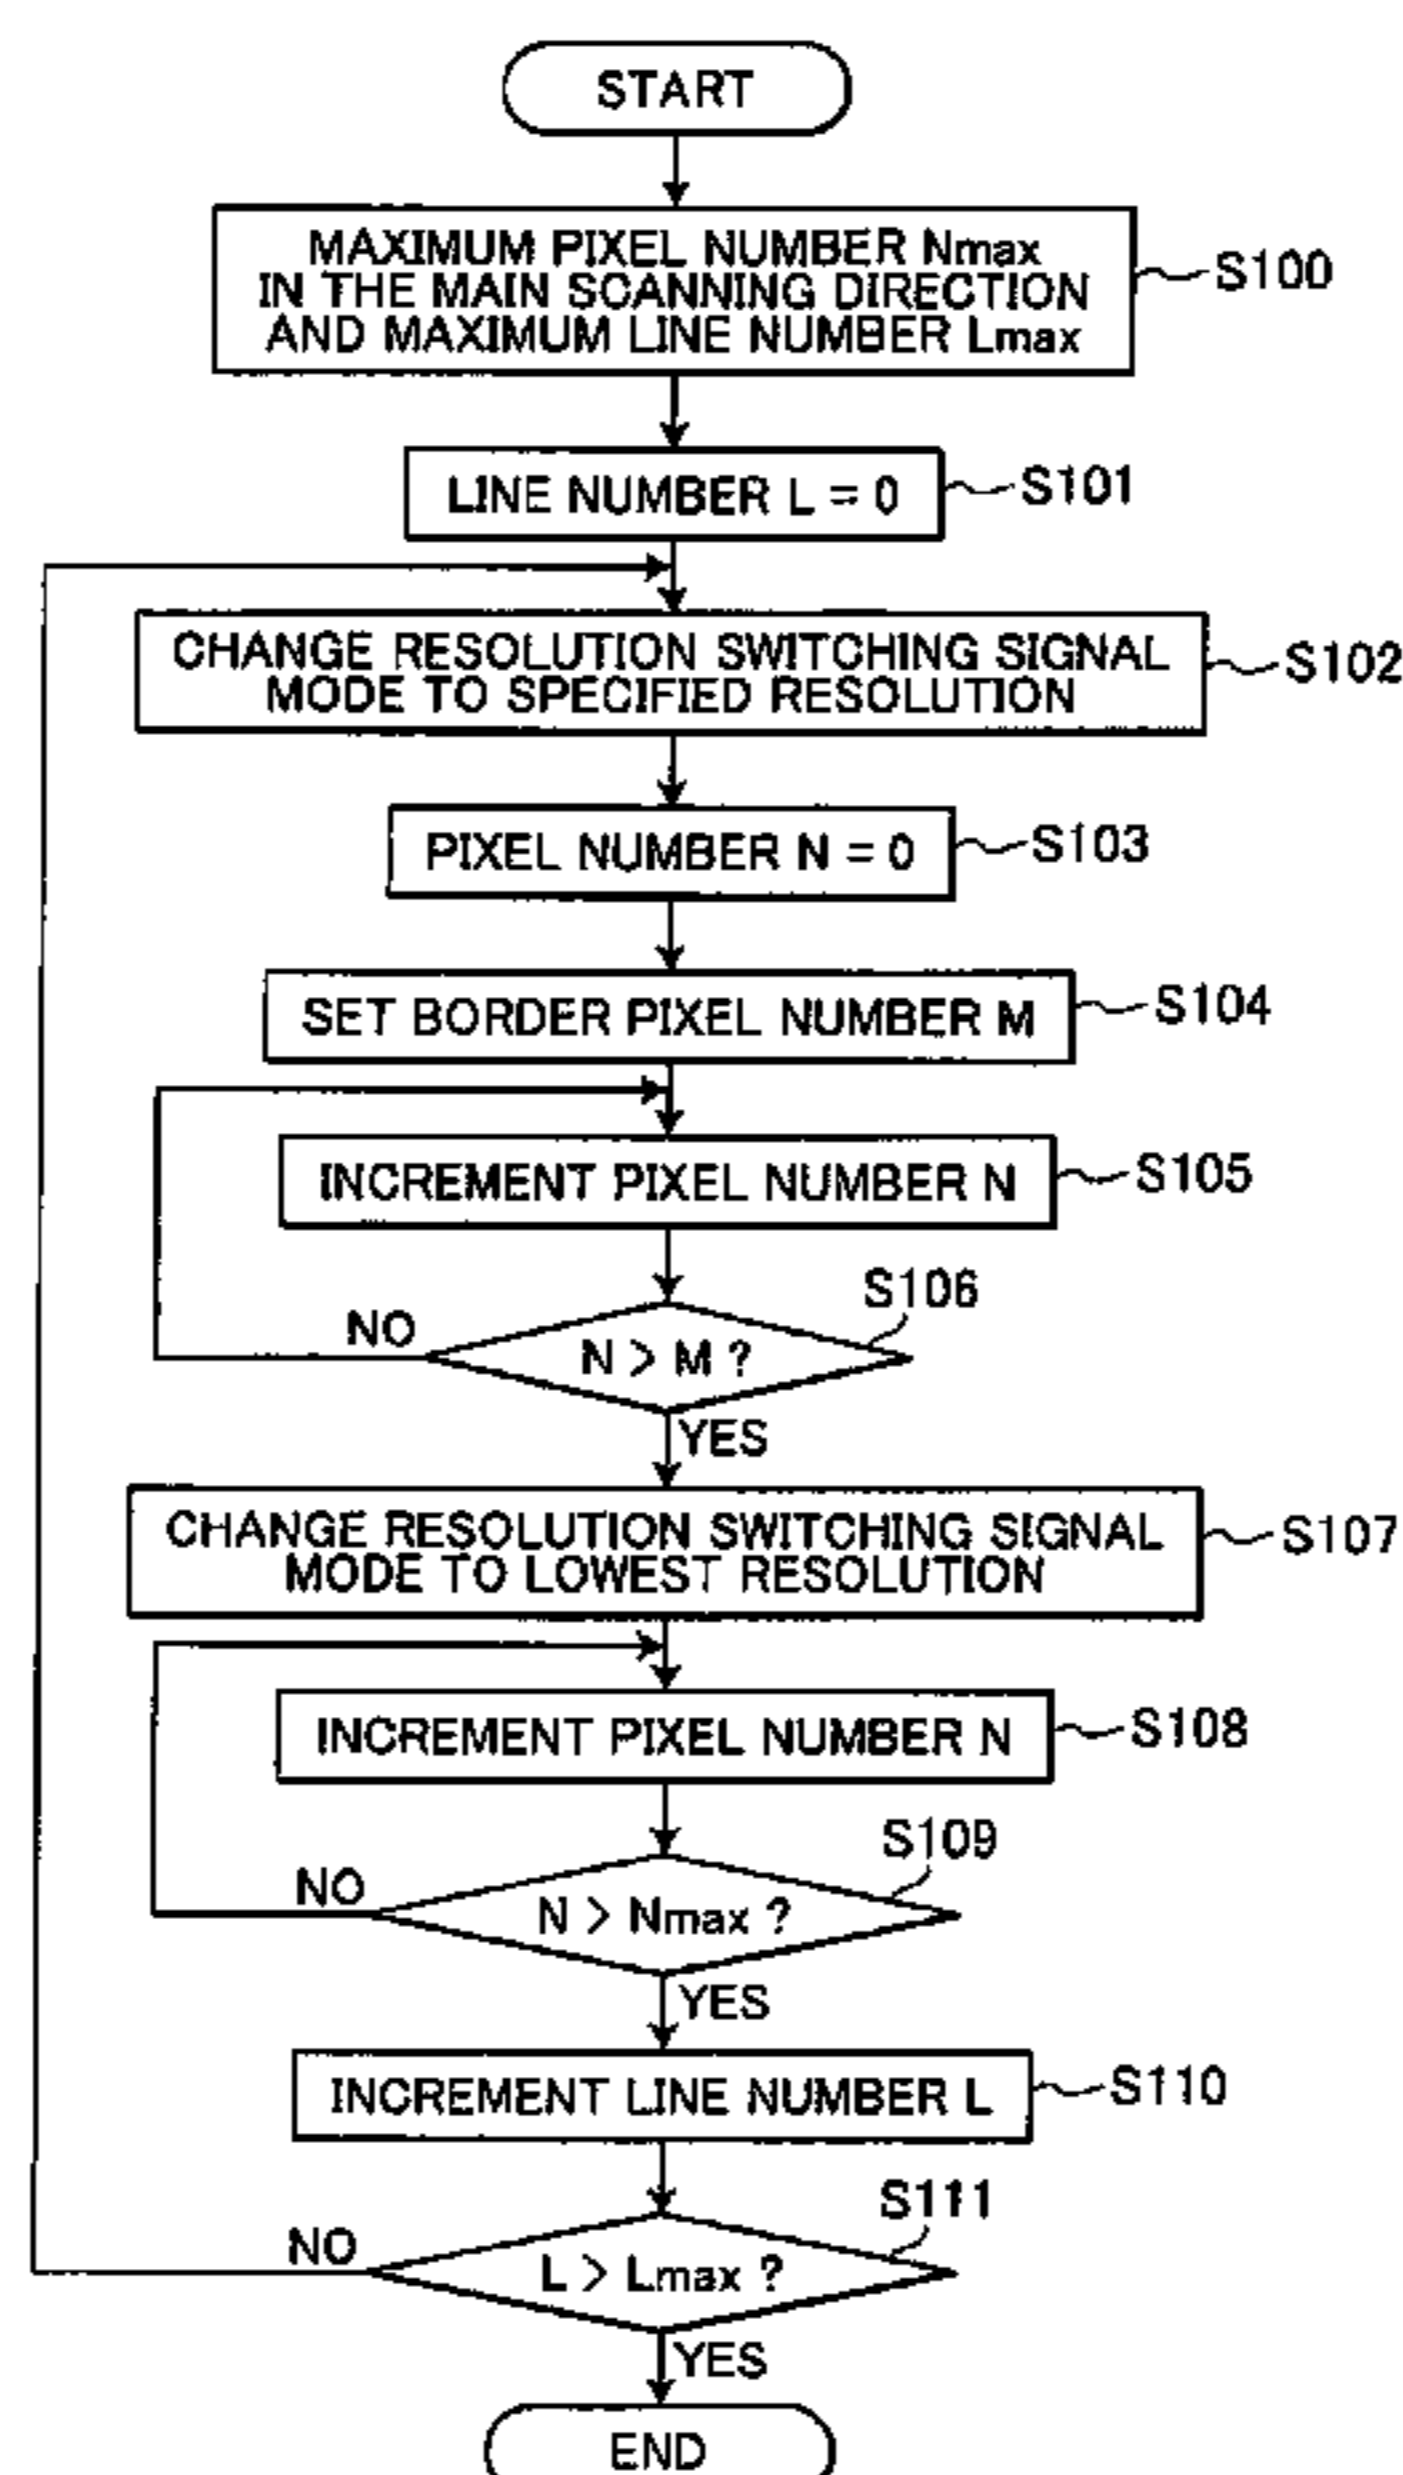 START
MAXIMUM PIXEL NUMBER Nmax
IN THE MAIN SCANNING DIRECTION
AND MAXIMUM LINE NUMBER Lmax
S100
LINE NUMBER L = 0
S101
CHANGE RESOLUTION SWITCHING SIGNAL
MODE TO SPECIFIED RESOLUTION
S102
PIXEL NUMBER N = 0
S103
SET BORDER PIXEL NUMBER M
S104
INCREMENT PIXEL NUMBER N
S105
S106
NO
N > M ?
YES
CHANGE RESOLUTION SWITCHING SIGNAL
MODE TO LOWEST RESOLUTION
S107
INCREMENT PIXEL NUMBER N
S108
S109
NO
N > Nmax ?
YES
INCREMENT LINE NUMBER L
S110
S111
NO
L > Lmax ?
YES
END